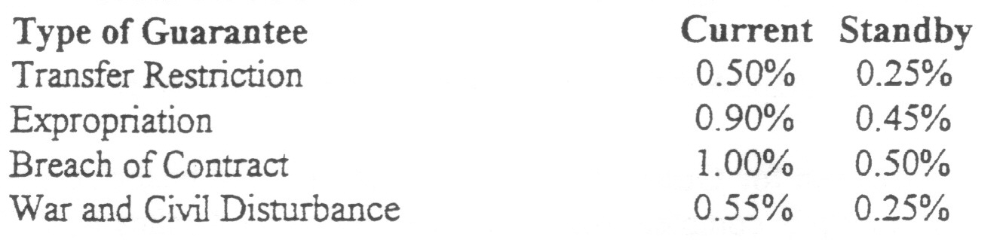 Type of Guarantee Current Standby
Transfer Restriction 0.50% 0.25%
Expropriation 0.90% 0.45%
Breach of Contract 1.00% 0.50%
War and Civil Disturbance 0.55% 0.25%